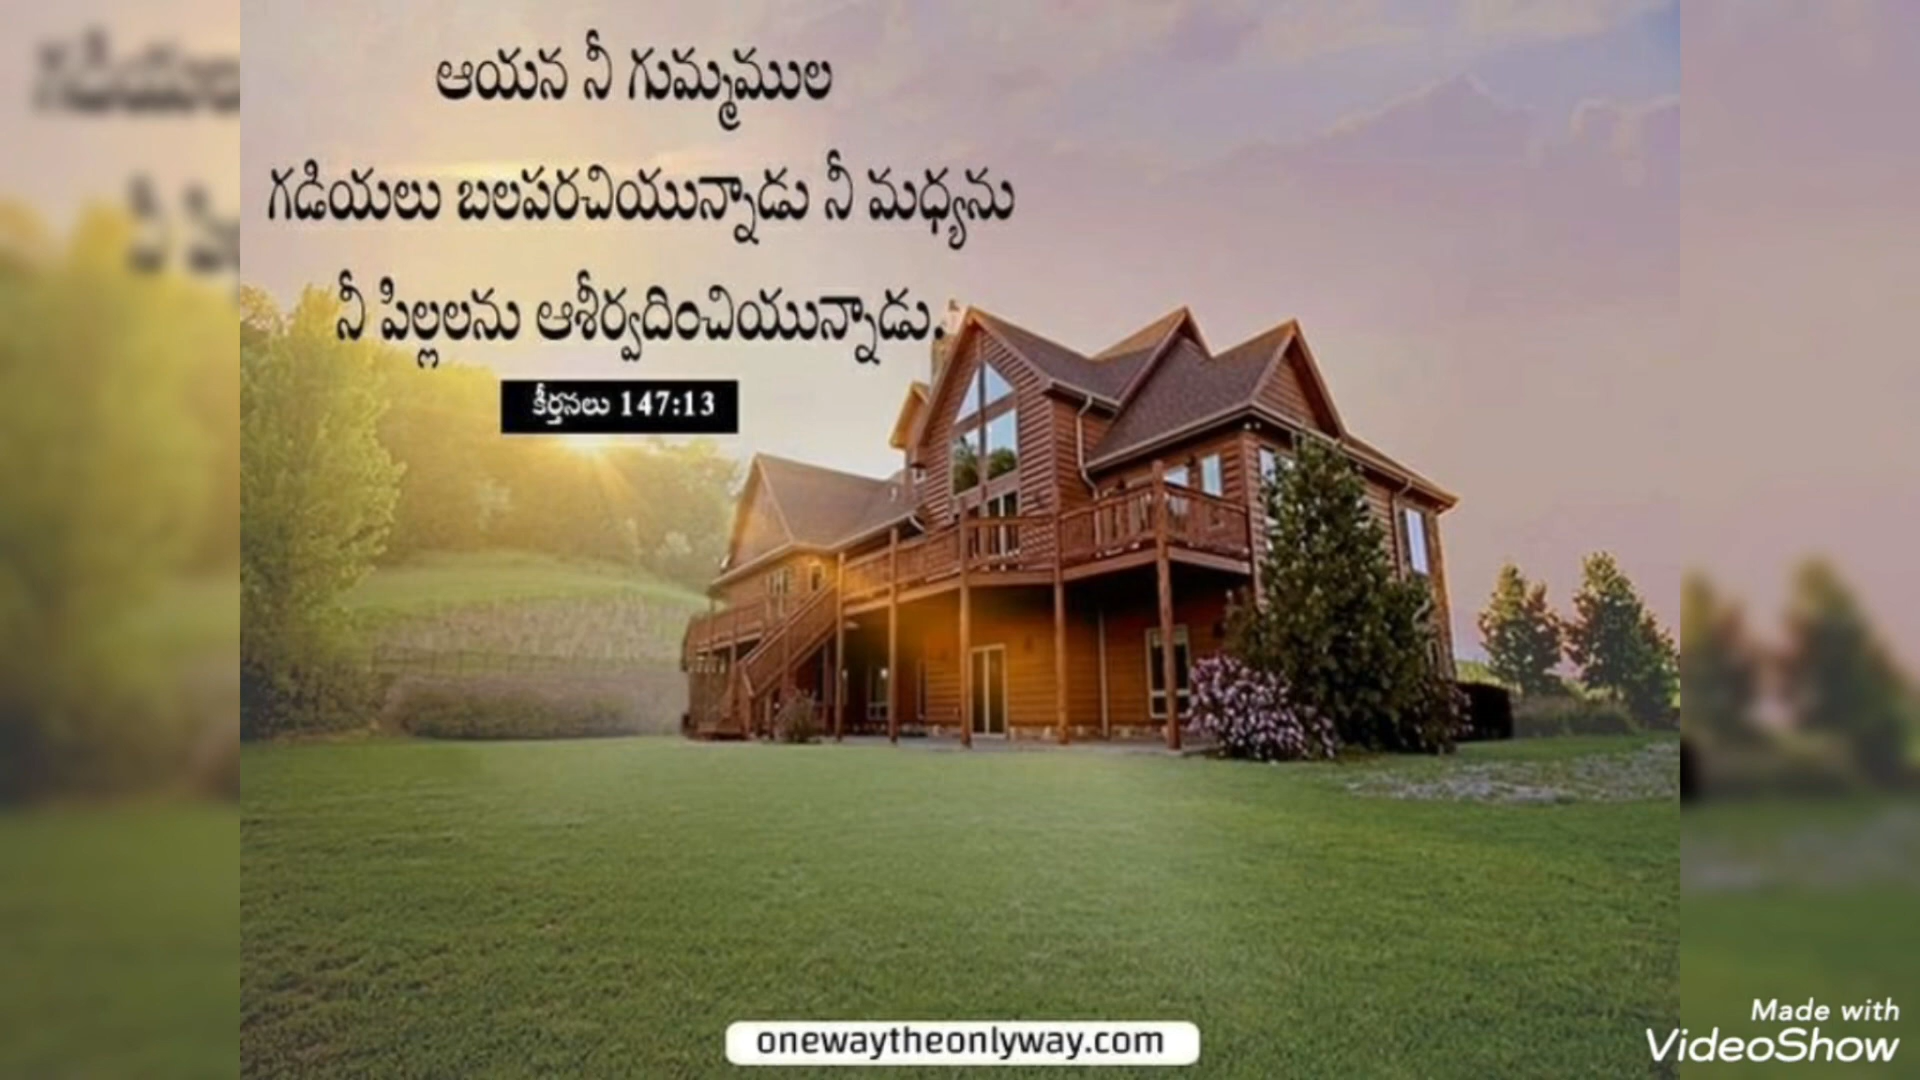 ఆయన నీ గుమ్మముల
గడియలు బలపరచియున్నాడు నీ మధ్యను
నీ పిల్లలను ఆశీర్వదించియున్నాడు.
కీర్తనలు 147:13
onewaytheonlyway.com
Made with
VideoShow